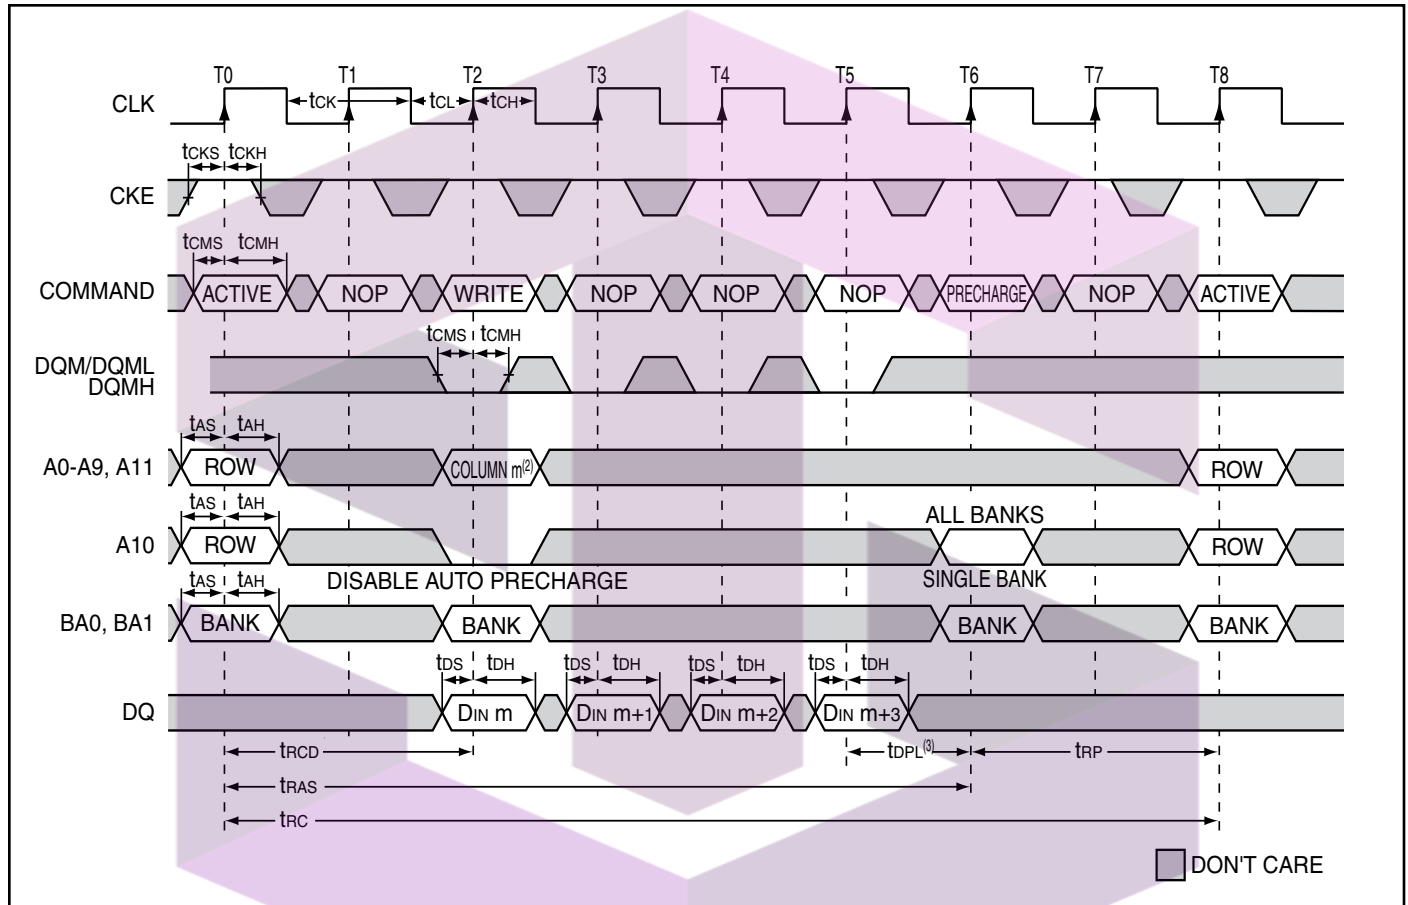 T0 T1 T2 T3 T4 T5 T6 T7 T8
CLK tCK tCL tCH
tCKS tCKH
CKE
tCMS tCMH
COMMAND ACTIVE NOP WRITE NOP NOP NOP PRECHARGE NOP ACTIVE
tCMS tCMH
DQM/DQML
DQMH
tAS tAH
A0-A9, A11 ROW COLUMN m(2) ROW
tAS tAH ALL BANKS
A10 ROW ROW
tAS tAH DISABLE AUTO PRECHARGE SINGLE BANK
BA0, BA1 BANK BANK BANK BANK
tDS tDH tDS tDH tDS tDH tDS tDH
DQ DIN m DIN m+1 DIN m+2 DIN m+3
tRCD tDPL(3) tRP
tRAS
tRC
DON'T CARE